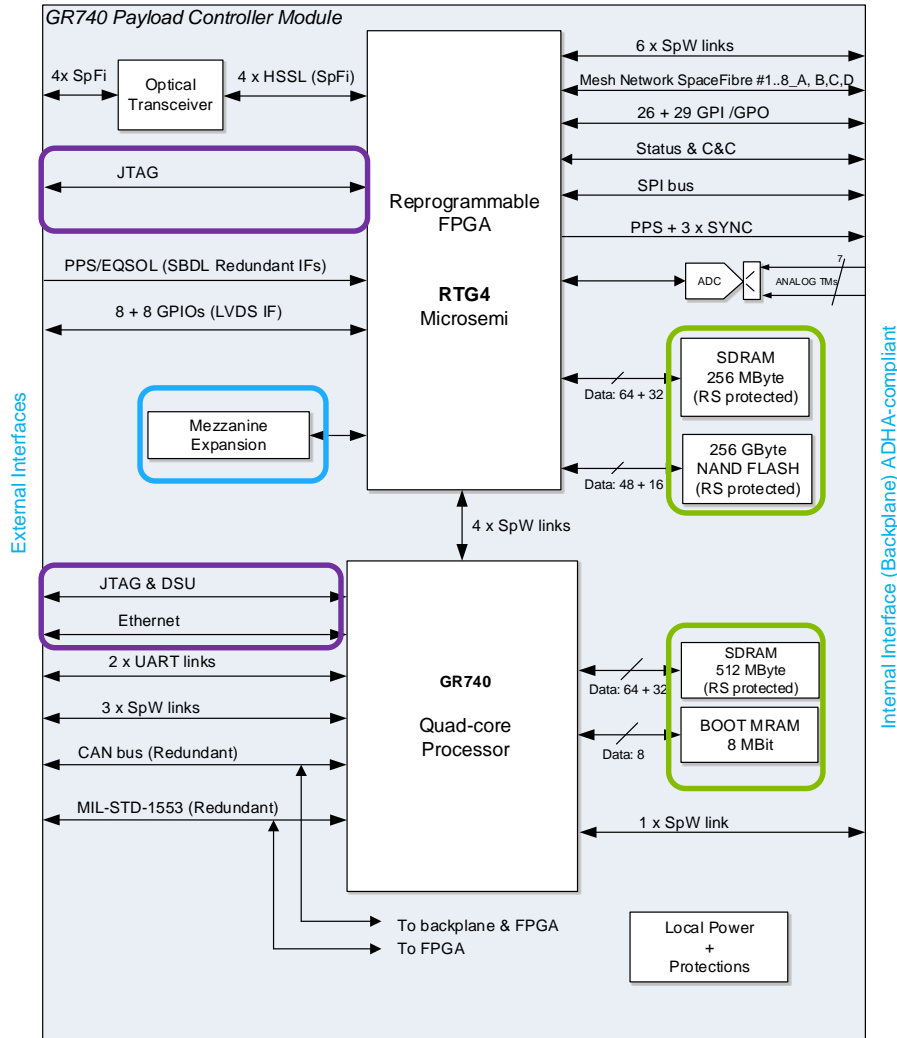 GR740 Payload Controller Module
4x SpFi
Optical
Transceiver
4 x HSSL (SpFi)
JTAG
PPS/EQSOL (SBDL Redundant IFs)
8 + 8 GPIOs (LVDS IF)
Mezzanine
Expansion
Reprogrammable
FPGA
RTG4
Microsemi
6 x SpW links
Mesh Network SpaceFibre #1..8_A, B,C,D
26 + 29 GPI /GPO
Status & C&C
SPI bus
PPS + 3 x SYNC
ADC
7
ANALOG TMs
SDRAM
256 MByte
(RS protected)
Data: 64 + 32
256 GByte
NAND FLASH
(RS protected)
Data: 48 + 16
4 x SpW links
External Interfaces
Internal Interface (Backplane) ADHA-compliant
JTAG & DSU
Ethernet
2 x UART links
3 x SpW links
CAN bus (Redundant)
MIL-STD-1553 (Redundant)
GR740
Quad-core
Processor
SDRAM
512 MByte
(RS protected)
Data: 64 + 32
BOOT MRAM
8 MBit
Data: 8
1 x SpW link
To backplane & FPGA
To FPGA
Local Power
+
Protections